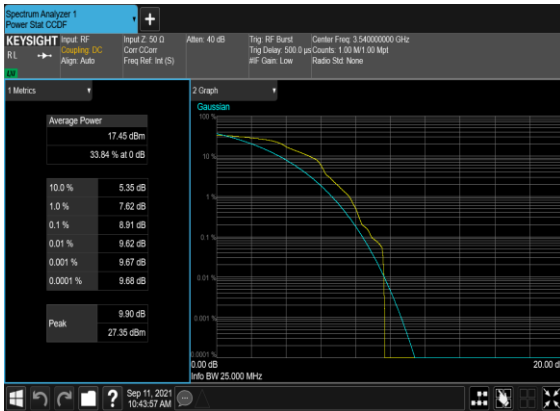 Spectrum Analyzer 1
Power Stat CCDF
KEYSIGHT
RL
Input: RF
Coupling: DC
Align: Auto
Input Z: 50 Ω
Corr CCorr
Freq Ref: Int (S)
Atten: 40 dB
Trig: RF Burst
Trig Delay: 500.0 µs
#IF Gain: Low
Center Freq: 3.540000000 GHz
Counts: 1.00 M/1.00 Mpt
Radio Std: None
1 Metrics
Average Power
17.45 dBm
33.84 % at 0 dB
10.0 % 5.35 dB
1.0 % 7.62 dB
0.1 % 8.91 dB
0.01 % 9.62 dB
0.001 % 9.67 dB
0.0001 % 9.68 dB
Peak
9.90 dB
27.35 dBm
2 Graph
Gaussian
100 %
10 %
1 %
0.1 %
0.01 %
0.001 %
0.0001 %
0.00 dB
20.00 d
Info BW 25.000 MHz
?
Sep 11, 2021
10:43:57 AM